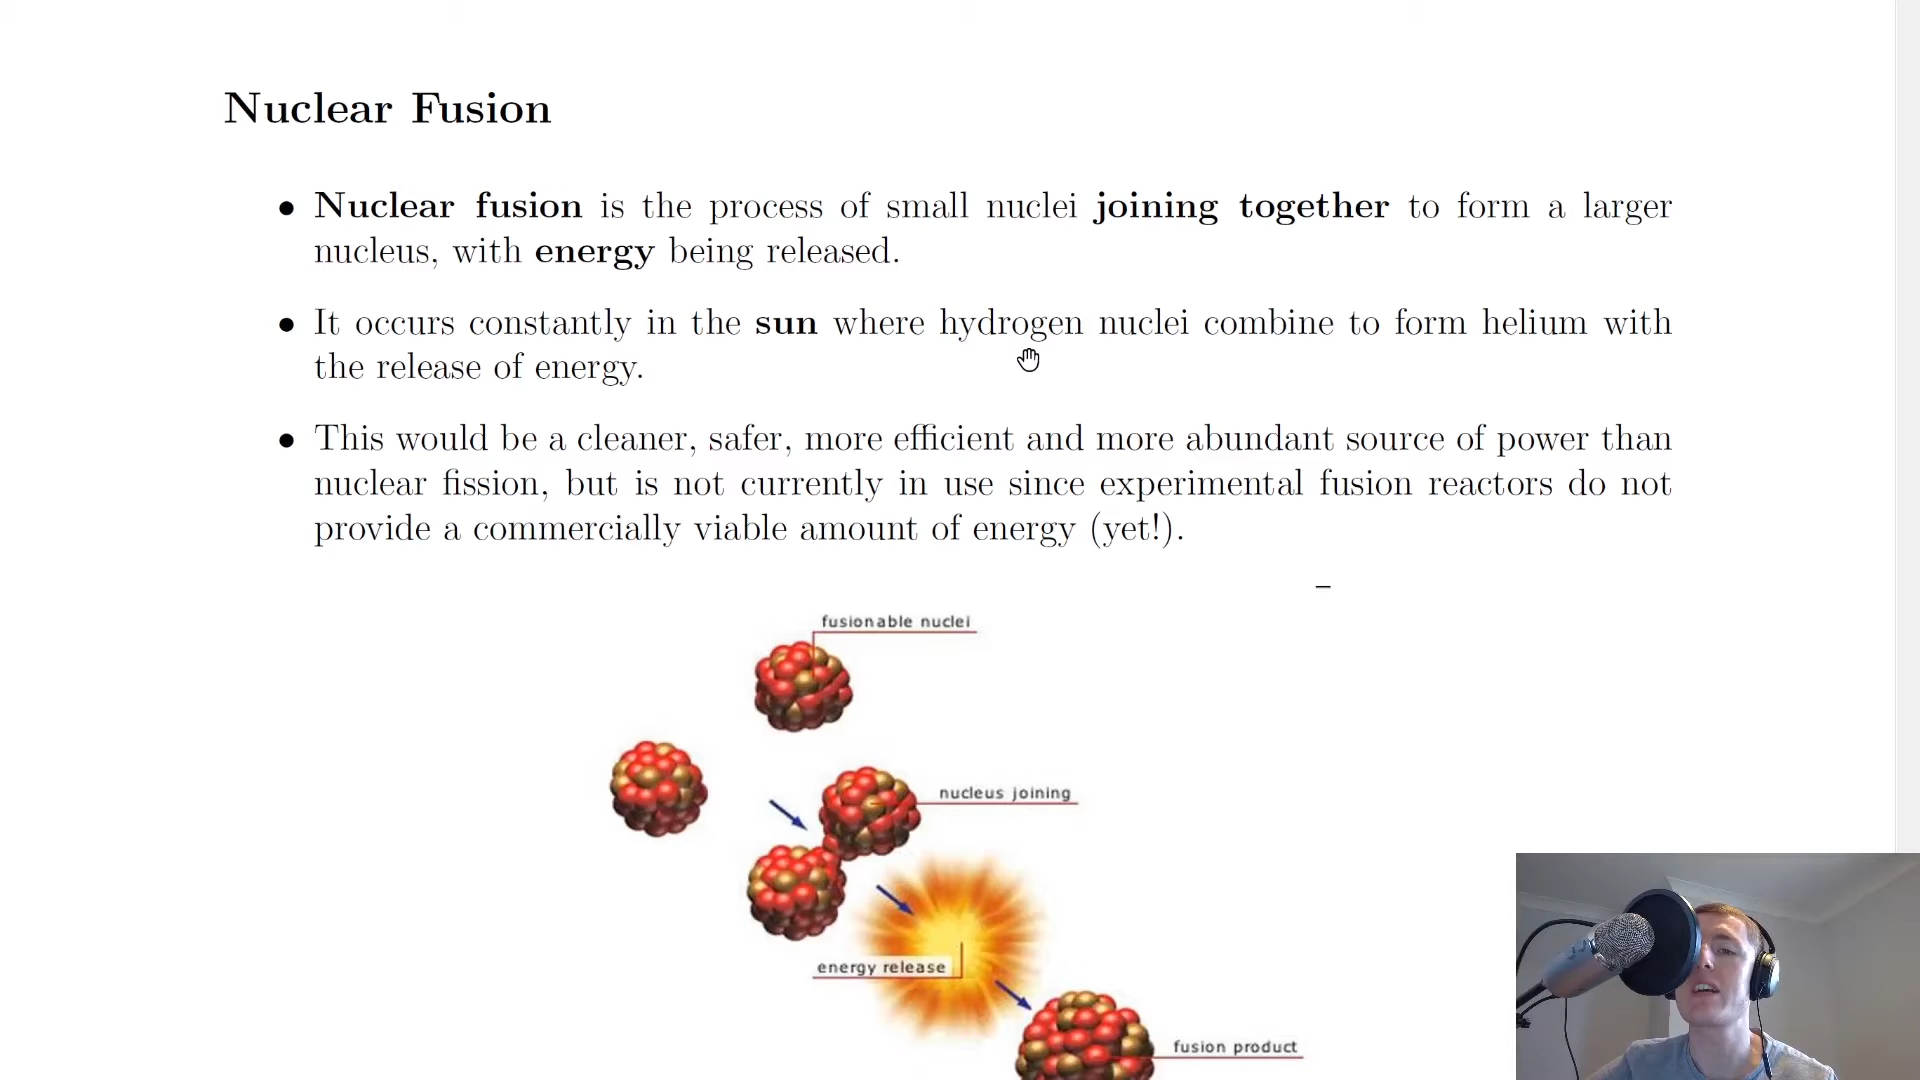 Nuclear Fusion
• Nuclear fusion is the process of small nuclei joining together to form a larger
nucleus, with energy being released.
• It occurs constantly in the sun where hydrogen nuclei combine to form helium with
the release of energy.
• This would be a cleaner, safer, more efficient and more abundant source of power than
nuclear fission, but is not currently in use since experimental fusion reactors do not
provide a commercially viable amount of energy (yet!).
fusionable nuclei
nucleus joining
energy release
fusion product